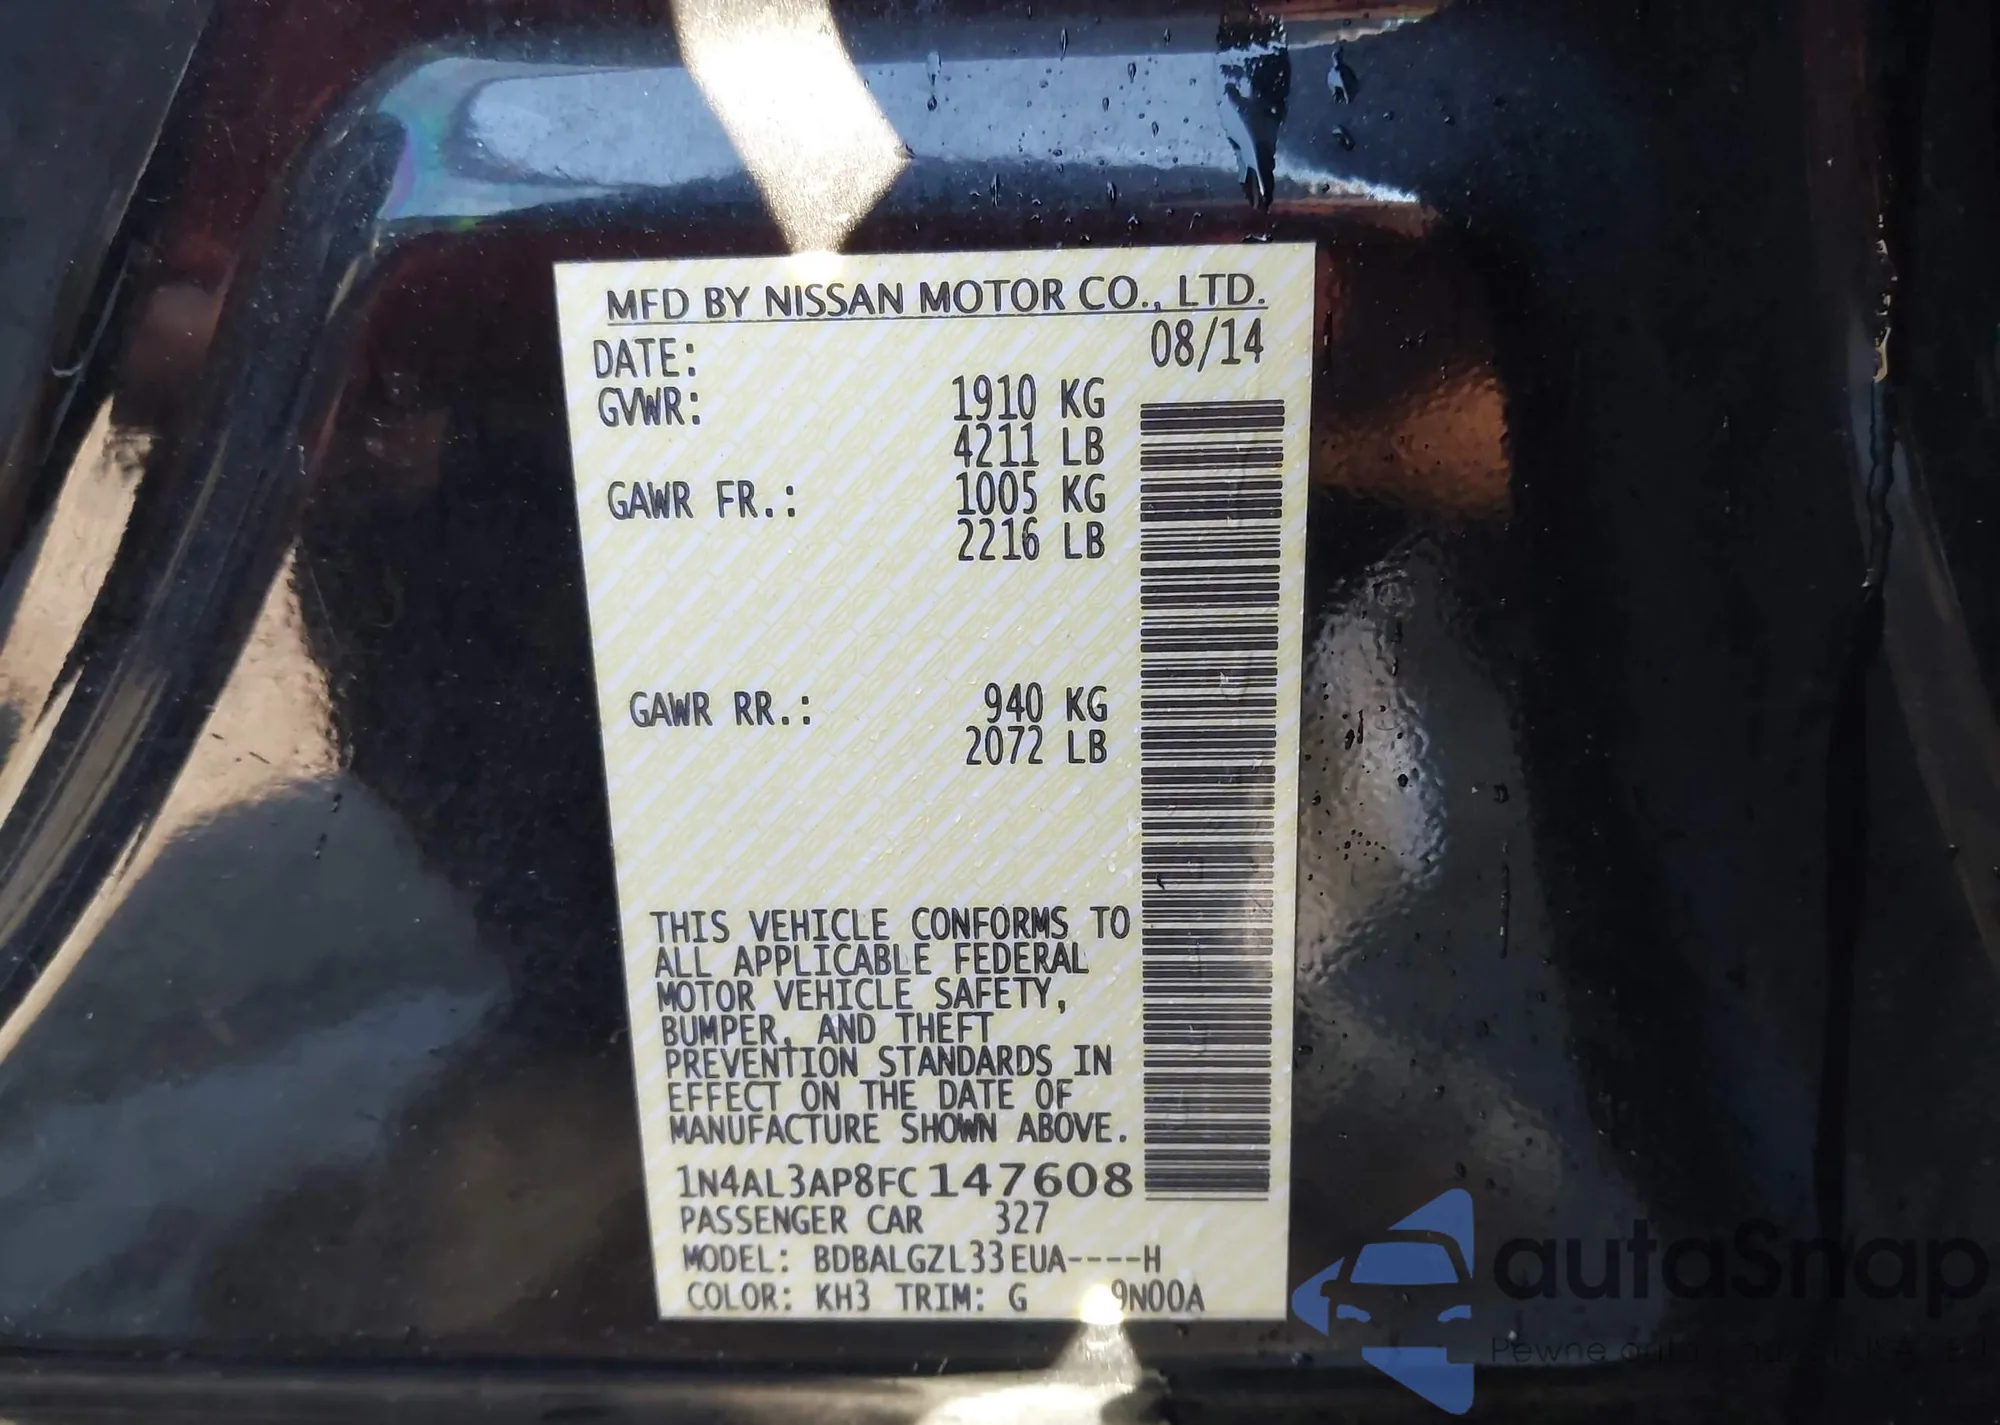 MFD BY NISSAN MOTOR CO., LTD.
DATE: 08/14
GVWR: 1910 KG
4211 LB
GAWR FR.: 1005 KG
2216 LB
GAWR RR.: 940 KG
2072 LB
THIS VEHICLE CONFORMS TO
ALL APPLICABLE FEDERAL
MOTOR VEHICLE SAFETY,
BUMPER, AND THEFT
PREVENTION STANDARDS IN
EFFECT ON THE DATE OF
MANUFACTURE SHOWN ABOVE.
1N4AL3AP8FC147608
PASSENGER CAR 327
MODEL: BDBALGZL33EUA----H
COLOR: KH3 TRIM: G 9N00A
autaSnap
Pewne auta